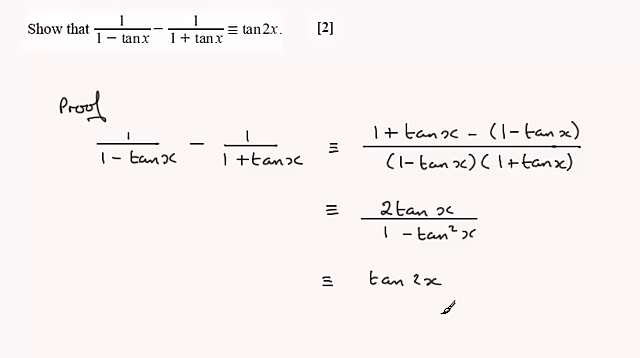 Show that 1/(1 − tan x) − 1/(1 + tan x) ≡ tan 2x. [2]
Proof
1/(1 − tan x) − 1/(1 + tan x) ≡ (1 + tan x − (1 − tan x))/((1 − tan x)(1 + tan x))
≡ 2 tan x/(1 − tan² x)
≡ tan 2x